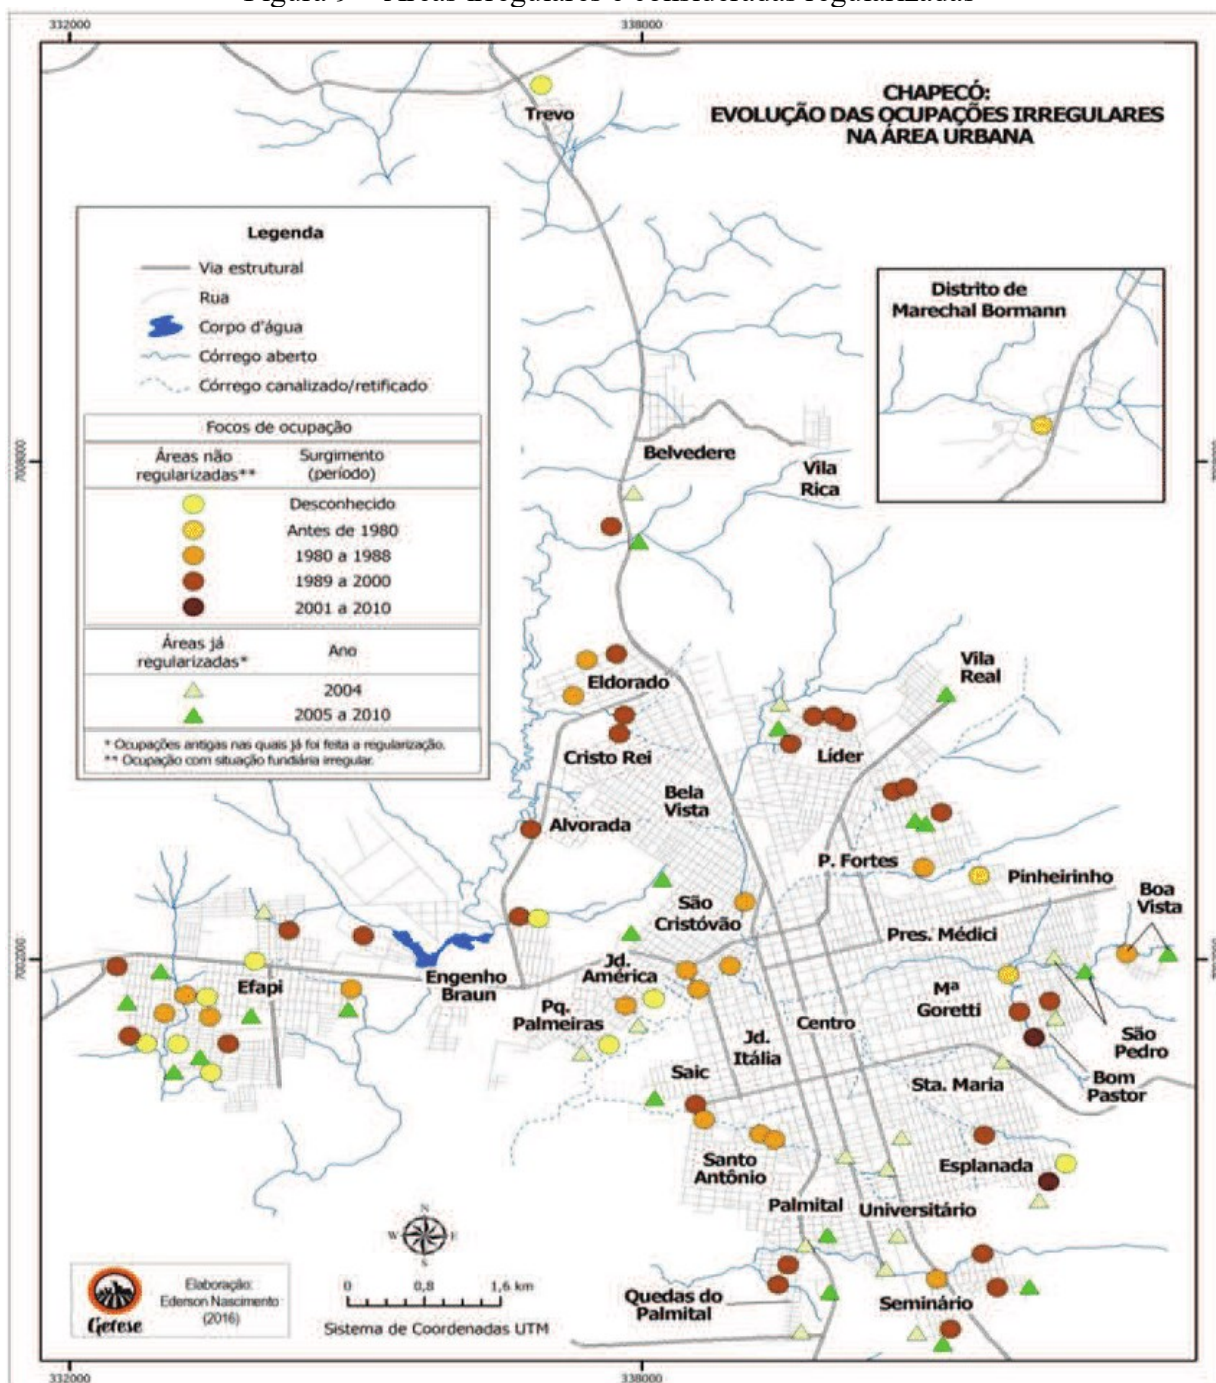 Figura 9 – Áreas irregulares e consideradas regularizadas
332000
338000
CHAPECÓ:
EVOLUÇÃO DAS OCUPAÇÕES IRREGULARES
NA ÁREA URBANA
Trevo
Legenda
Via estrutural
Rua
Corpo d'água
Córrego aberto
Córrego canalizado/retificado
Focos de ocupação
Áreas não
regularizadas**
Surgimento
(período)
Desconhecido
Antes de 1980
1980 a 1988
1989 a 2000
2001 a 2010
Áreas já
regularizadas*
Ano
2004
2005 a 2010
* Ocupações antigas nas quais já foi feita a regularização.
** Ocupação com situação fundiária irregular.
Distrito de
Marechal Bormann
7008000
Belvedere
Vila
Rica
Eldorado
Vila
Real
Cristo Rei
Líder
Bela
Vista
Alvorada
P. Fortes
Pinheirinho
Boa
Vista
São
Cristóvão
Pres. Médici
7002000
Jd.
América
Efapi
Engenho
Braun
Pq.
Palmeiras
Mª
Goretti
Centro
São
Pedro
Jd.
Itália
Saic
Sta. Maria
Bom
Pastor
Santo
Antônio
Esplanada
Palmital
Universitário
Quedas do
Palmital
Seminário
N
W
E
S
0
0,8
1,6 km
Sistema de Coordenadas UTM
Getese
Elaboração:
Ederson Nascimento
(2016)
332000
338000